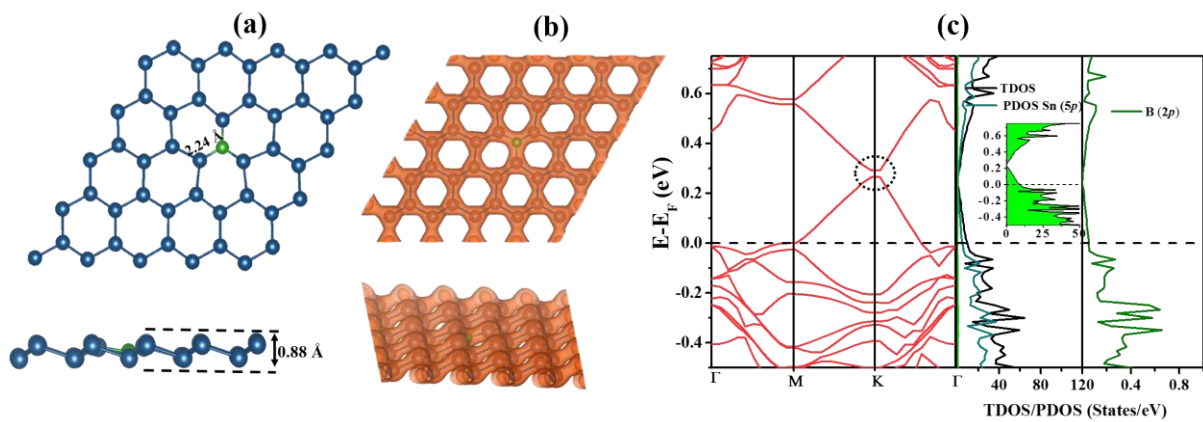 (a)
2.24 Å
0.88 Å
(b)
(c)
E-E_F (eV)
0.6
0.4
0.2
0.0
-0.2
-0.4
Γ
M
K
Γ
TDOS
PDOS Sn (5p)
0.6
0.4
0.2
0.0
-0.2
-0.4
0
25
50
B (2p)
40
80
120
0.4
0.8
TDOS/PDOS (States/eV)